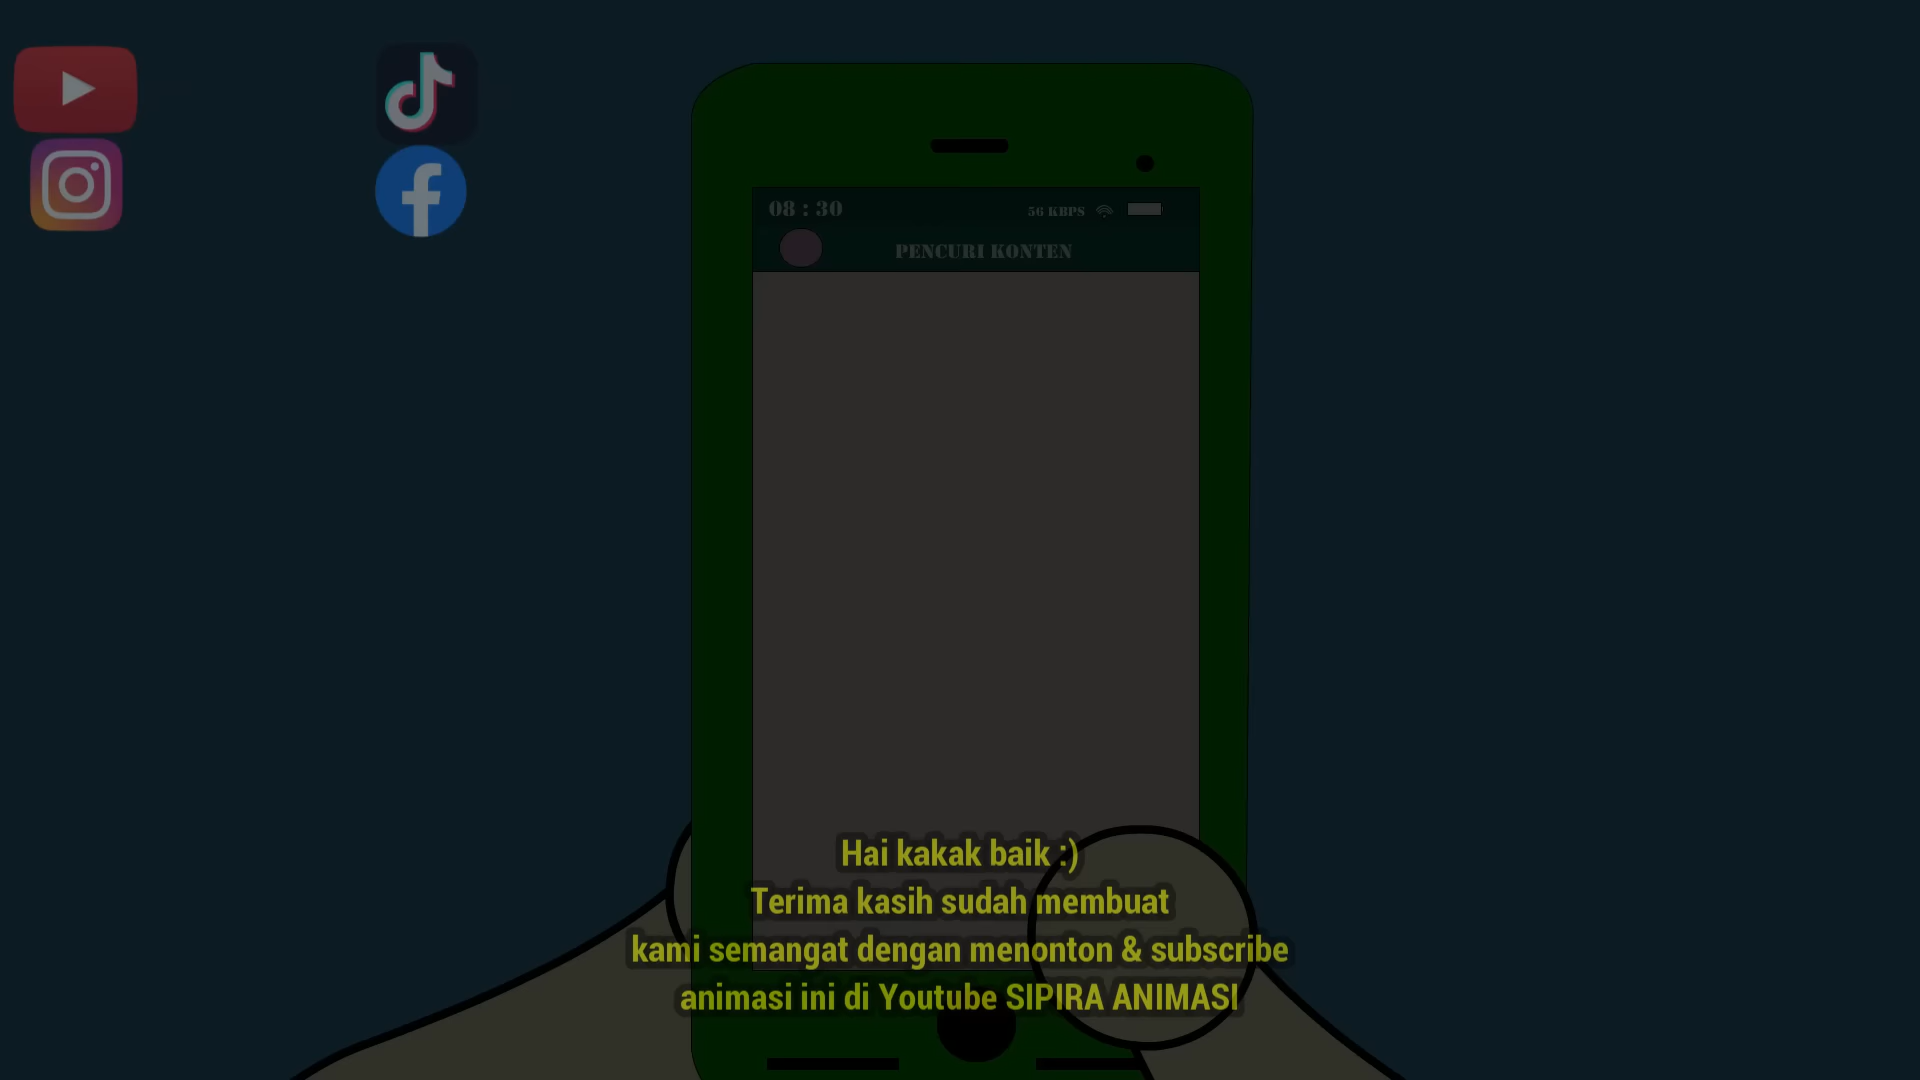 08 : 30
56 KBPS
PENCURI KONTEN
Hai kakak baik :)
Terima kasih sudah membuat
kami semangat dengan menonton & subscribe
animasi ini di Youtube SIPIRA ANIMASI